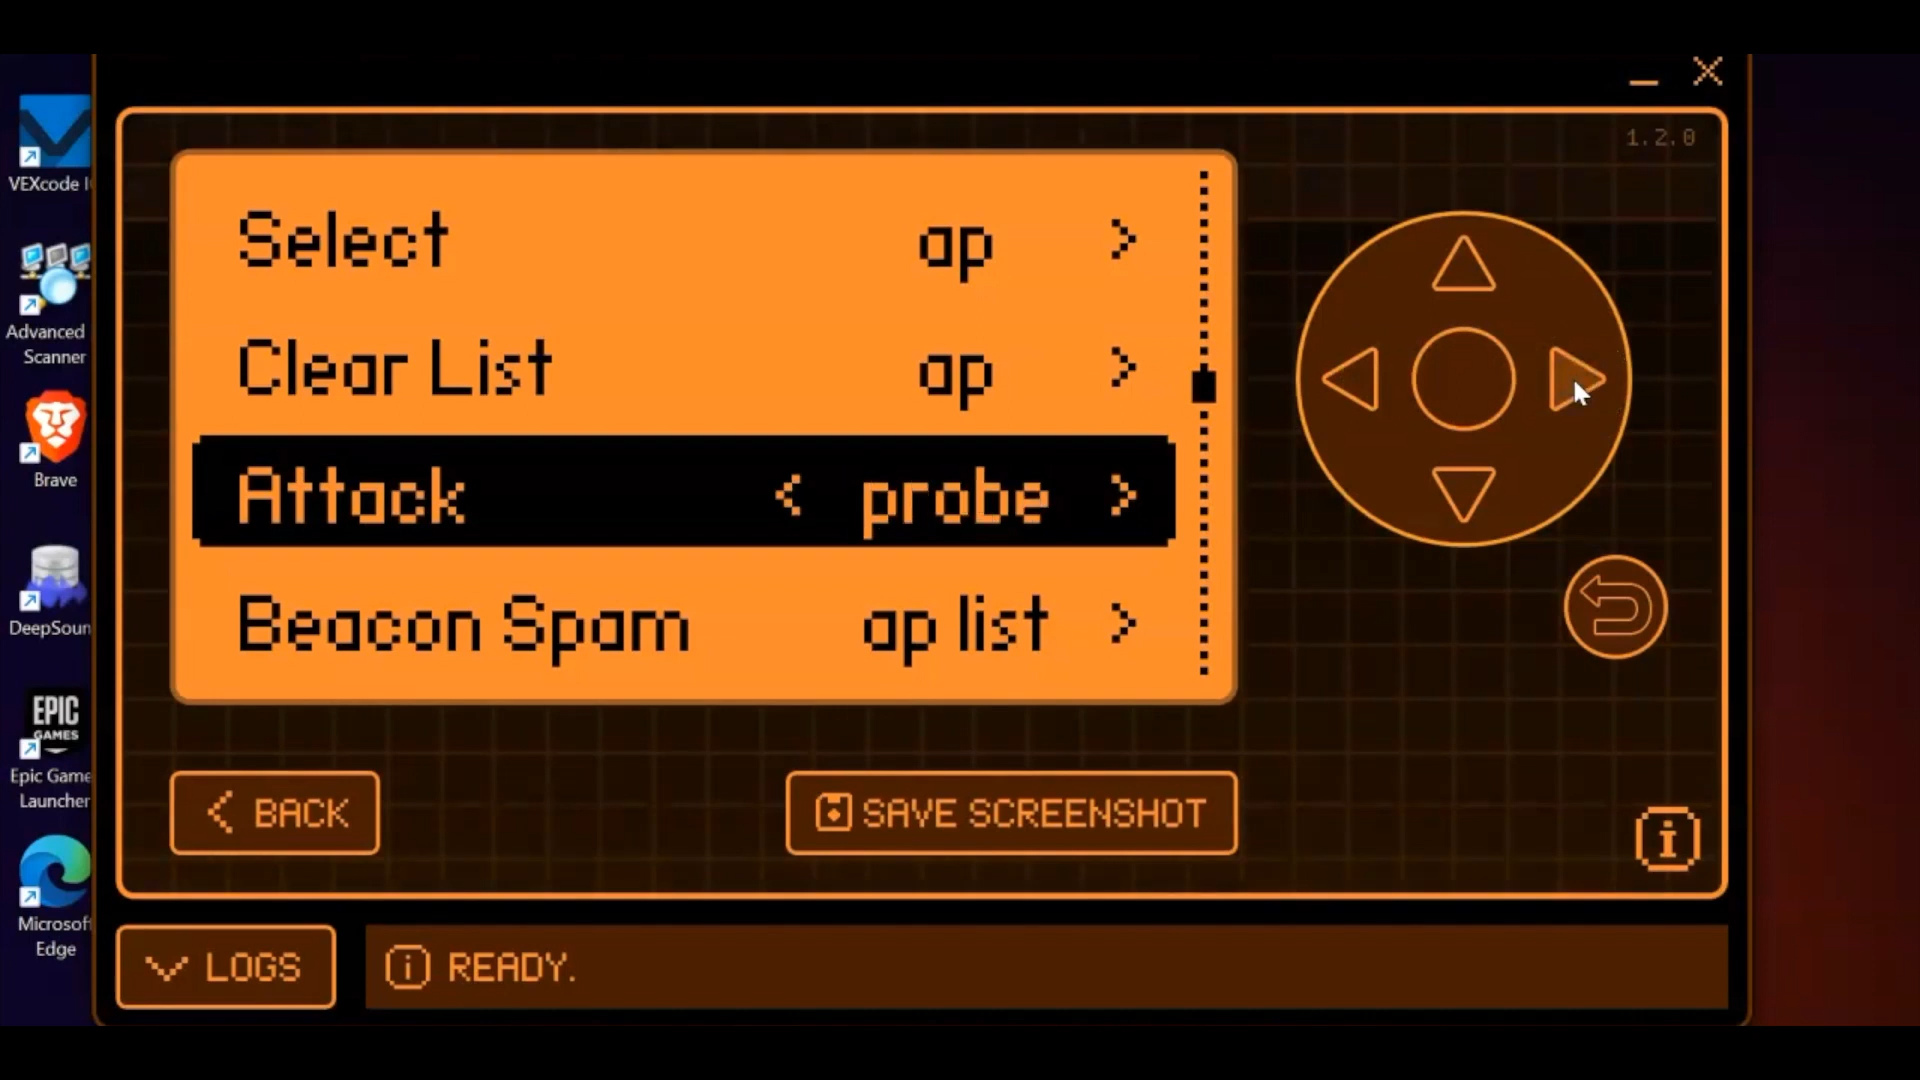 1.2.0
Select ap >
Clear List ap >
Attack < probe >
Beacon Spam ap list >
BACK
SAVE SCREENSHOT
LOGS
READY.
VEXcode
Advanced
Scanner
Brave
DeepSoun
EPIC
GAMES
Epic Game
Launcher
Microsof
Edge